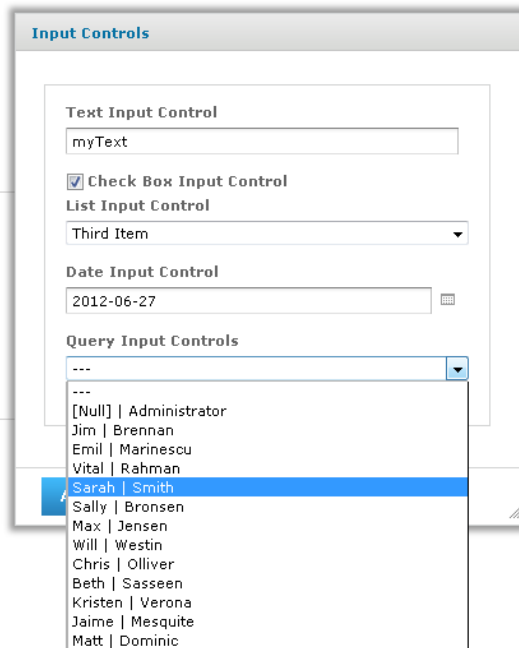 Input Controls
Text Input Control
myText
Check Box Input Control
List Input Control
Third Item
Date Input Control
2012-06-27
Query Input Controls
---
---
[Null] | Administrator
Jim | Brennan
Emil | Marinescu
Vital | Rahman
Sarah | Smith
Sally | Bronsen
Max | Jensen
Will | Westin
Chris | Olliver
Beth | Sasseen
Kristen | Verona
Jaime | Mesquite
Matt | Dominic